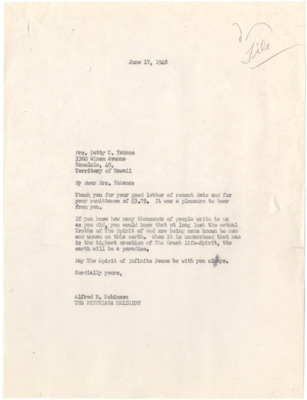 File
June 17, 1948
Mrs. Betty C.
Avenue
Honolulu, 40,
Territory of Hawaii
My dear Mrs.
Thank you for your good letter of recent date and for
your remittance of $3.75. It was a pleasure to hear
from you.
If you knew how many thousands of people write to us
as you did, you would know that at long last the actual
Truths of The Spirit of God are being made known to men
and women on this earth. When it is understood that man
is the highest creation of The Great Life-Spirit, the
earth will be a paradise.
May The Spirit of Infinite Peace be with you always.
Cordially yours,
Alfred B. Robinson
THE PSYCHIANA RELIGION